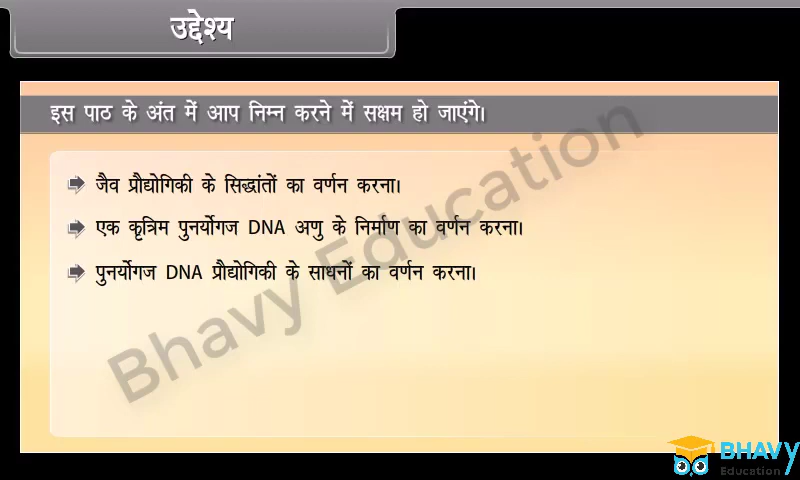 उद्देश्य
इस पाठ के अंत में आप निम्न करने में सक्षम हो जाएंगे।
जैव प्रौद्योगिकी के सिद्धांतों का वर्णन करना।
एक कृत्रिम पुनर्योगज DNA अणु के निर्माण का वर्णन करना।
पुनर्योगज DNA प्रौद्योगिकी के साधनों का वर्णन करना।
Bhavy Education
BHAVY
Education